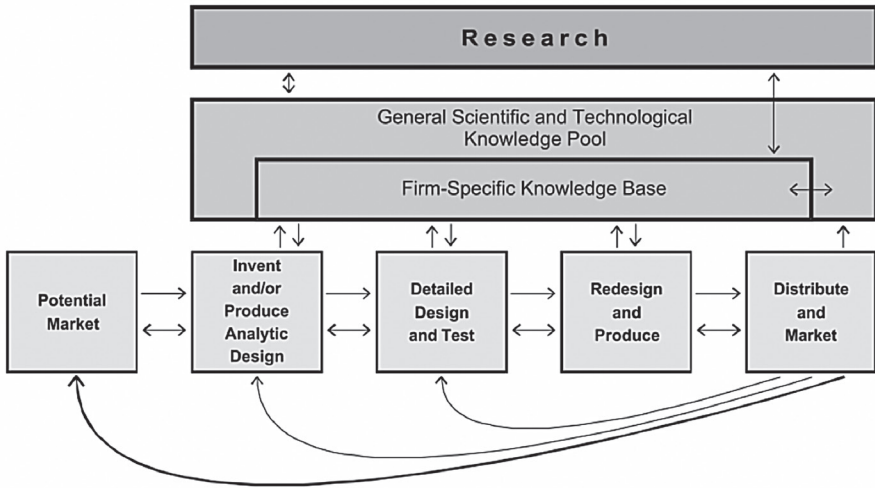 Research
General Scientific and Technological
Knowledge Pool
Firm-Specific Knowledge Base
Potential
Market
Invent
and/or
Produce
Analytic
Design
Detailed
Design
and Test
Redesign
and
Produce
Distribute
and
Market